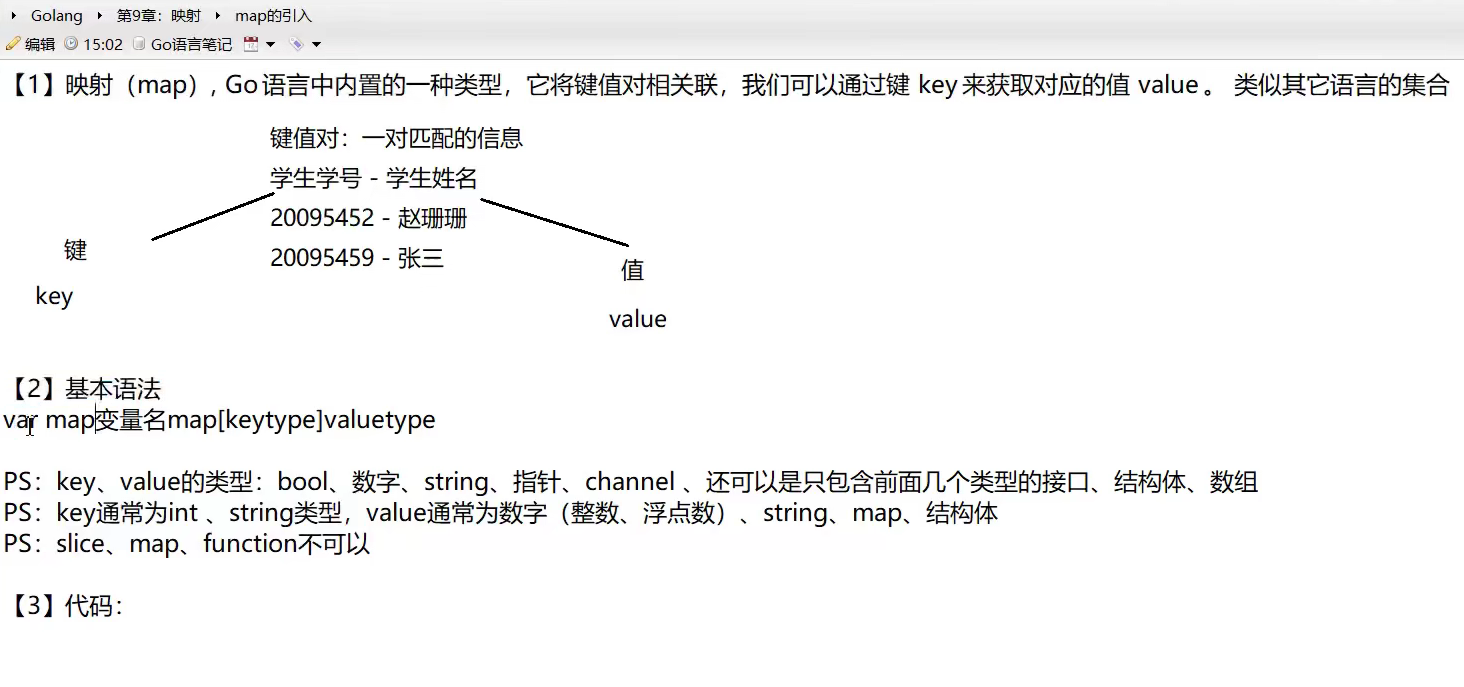 Golang 第9章：映射 map的引入
编辑 15:02 Go语言笔记
【1】映射（map）, Go语言中内置的一种类型，它将键值对相关联，我们可以通过键 key来获取对应的值 value。 类似其它语言的集合
键值对：一对匹配的信息
学生学号 - 学生姓名
20095452 - 赵珊珊
20095459 - 张三
键
值
key
value
【2】基本语法
var map变量名map[keytype]valuetype
PS：key、value的类型：bool、数字、string、指针、channel 、还可以是只包含前面几个类型的接口、结构体、数组
PS：key通常为int 、string类型，value通常为数字（整数、浮点数）、string、map、结构体
PS：slice、map、function不可以
【3】代码：